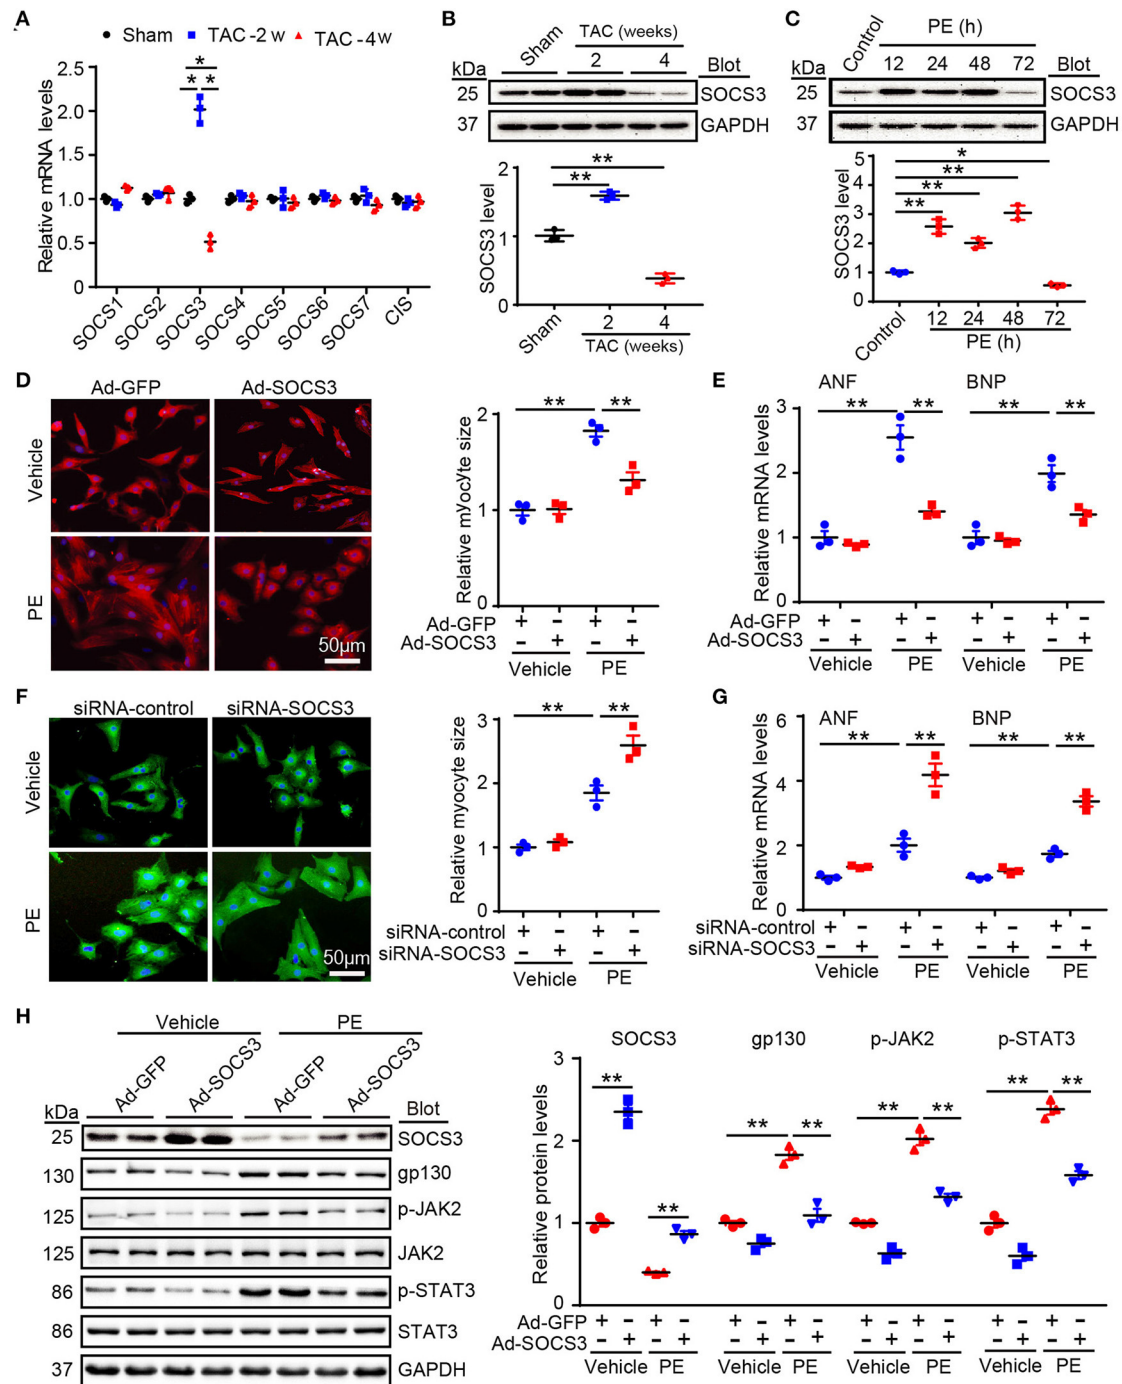 A
Sham TAC-2w TAC-4w
Relative mRNA levels
2.5
2.0
1.5
1.0
0.5
0
* * *
SOCS1 SOCS2 SOCS3 SOCS4 SOCS5 SOCS6 SOCS7 CIS
B
Sham TAC (weeks)
2 4
kDa Blot
25 SOCS3
37 GAPDH
SOCS3 level
2
1
0
**
**
Sham 2 4
TAC (weeks)
C
Control PE (h)
12 24 48 72
kDa Blot
25 SOCS3
37 GAPDH
SOCS3 level
5
4
3
2
1
0
*
**
**
**
Control 12 24 48 72
PE (h)
D
Ad-GFP Ad-SOCS3
Vehicle
PE
50μm
Relative myocyte size
2
1
0
** **
Ad-GFP + − + −
Ad-SOCS3 − + − +
Vehicle PE
E
ANF BNP
Relative mRNA levels
3
2
1
0
** ** ** **
Ad-GFP + − + − + − + −
Ad-SOCS3 − + − + − + − +
Vehicle PE Vehicle PE
F
siRNA-control siRNA-SOCS3
Vehicle
PE
50μm
Relative myocyte size
3
2
1
0
** **
siRNA-control + − + −
siRNA-SOCS3 − + − +
Vehicle PE
G
ANF BNP
Relative mRNA levels
6
4
2
0
** ** ** **
siRNA-control + − + − + − + −
siRNA-SOCS3 − + − + − + − +
Vehicle PE Vehicle PE
H
Vehicle PE
Ad-GFP Ad-SOCS3 Ad-GFP Ad-SOCS3
kDa Blot
25 SOCS3
130 gp130
125 p-JAK2
125 JAK2
86 p-STAT3
86 STAT3
37 GAPDH
SOCS3 gp130 p-JAK2 p-STAT3
Relative protein levels
3
2
1
0
** ** ** ** ** ** ** **
Ad-GFP + − + − + − + − + − + − + − + −
Ad-SOCS3 − + − + − + − + − + − + − + − +
Vehicle PE Vehicle PE Vehicle PE Vehicle PE